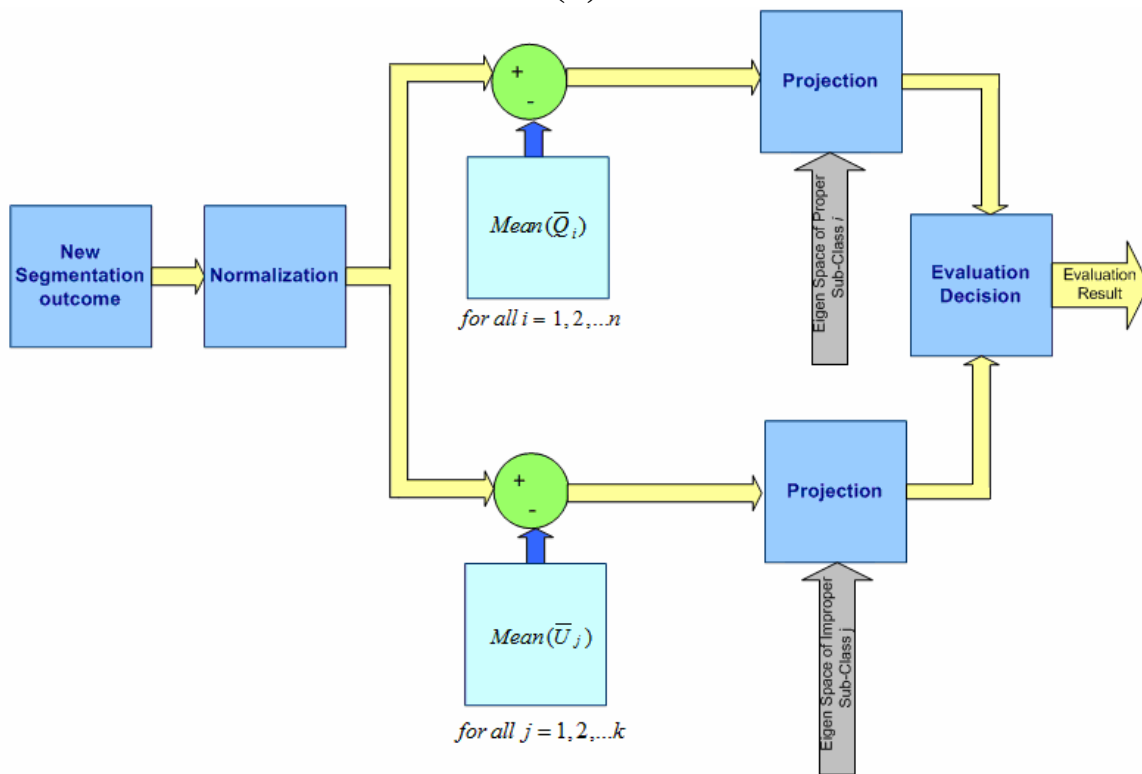 +
-
Projection
Mean(Q̅ᵢ)
for all i = 1, 2, ...n
Eigen Space of Proper
Sub-Class i
New
Segmentation
outcome
Normalization
Evaluation
Decision
Evaluation
Result
+
-
Projection
Mean(U̅ⱼ)
for all j = 1, 2, ...k
Eigen Space of Improper
Sub-Class j